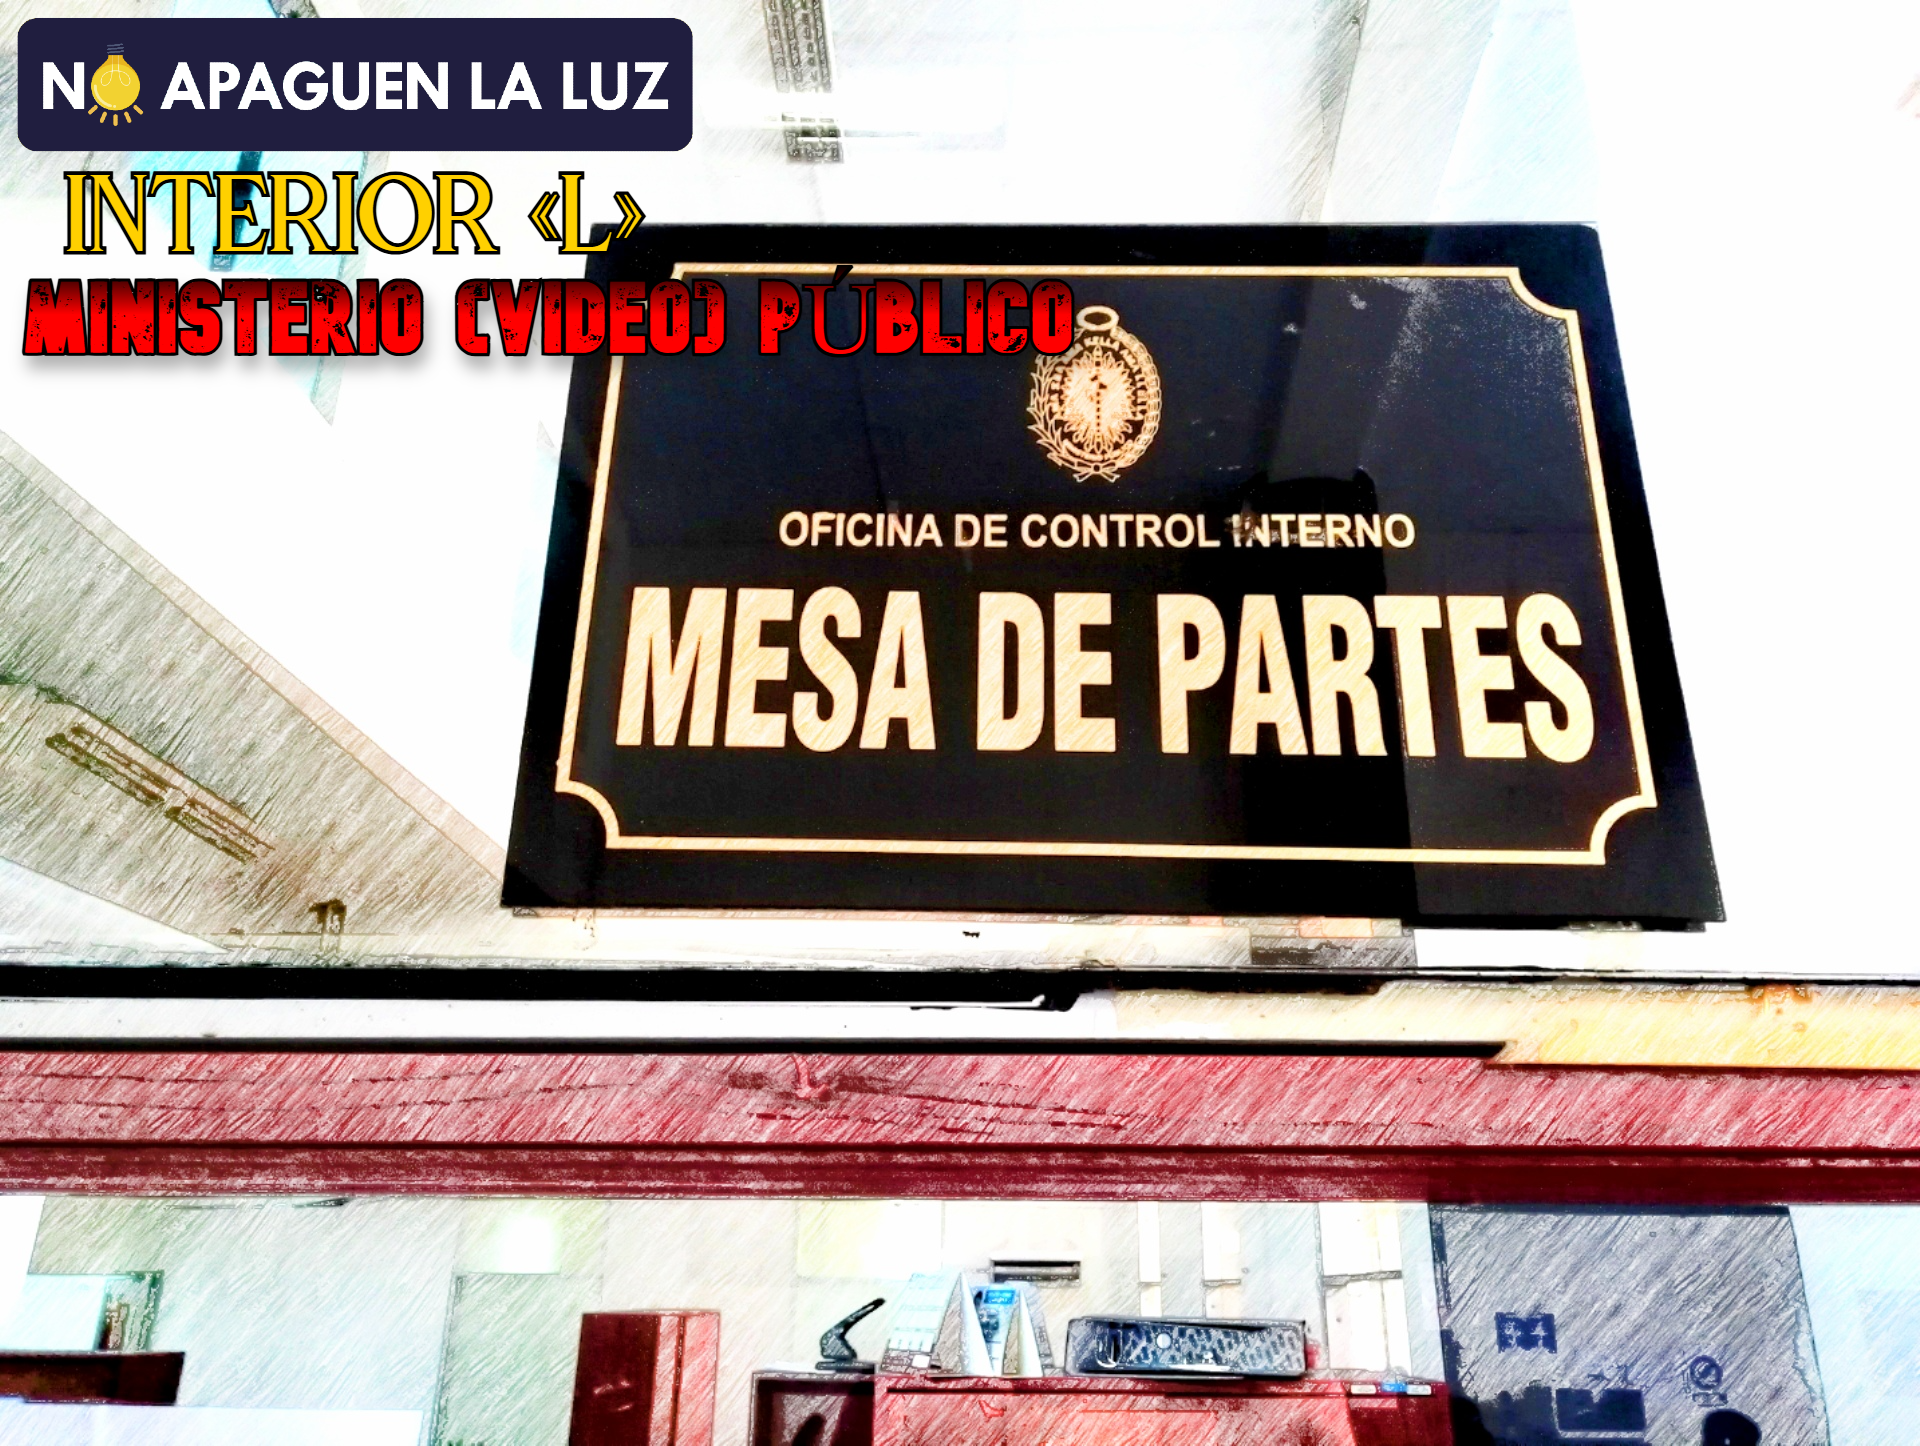 NO APAGUEN LA LUZ
INTERIOR «L»
MINISTERIO (VIDEO) PÚBLICO
OFICINA DE CONTROL INTERNO
MESA DE PARTES